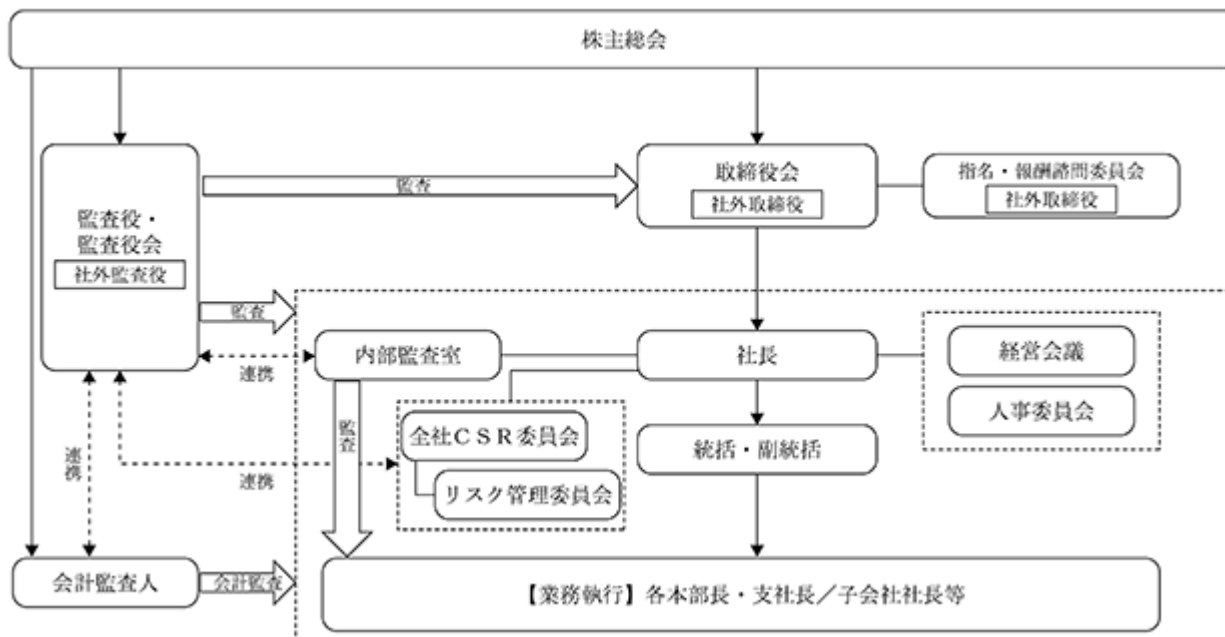 株主総会
監査役・
監査役会
社外監査役
監査
取締役会
社外取締役
指名・報酬諮問委員会
社外取締役
監査
内部監査室
社長
経営会議
人事委員会
連携
監査
全社CSR委員会
リスク管理委員会
統括・副統括
連携
連携
会計監査人
会計監査
【業務執行】各本部長・支社長／子会社社長等